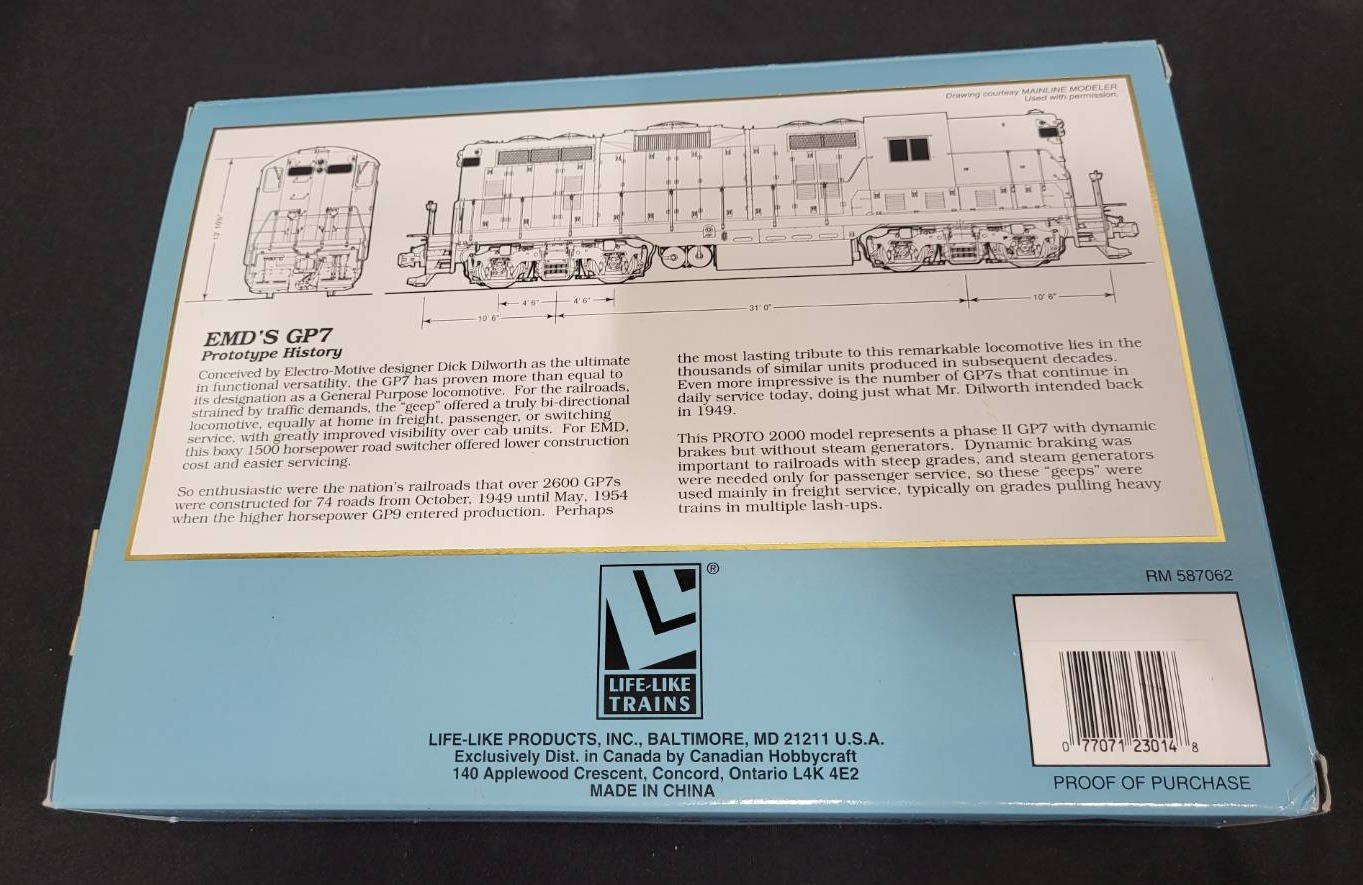 Drawing courtesy MAINLINE MODELER
Used with permission.
4' 6"
4' 6"
10' 6"
31' 0"
10' 6"
EMD'S GP7
Prototype History
Conceived by Electro-Motive designer Dick Dilworth as the ultimate
in functional versatility, the GP7 has proven more than equal to
its designation as a General Purpose locomotive. For the railroads,
strained by traffic demands, the "geep" offered a truly bi-directional
locomotive, equally at home in freight, passenger, or switching
service, with greatly improved visibility over cab units. For EMD,
this boxy 1500 horsepower road switcher offered lower construction
cost and easier servicing.
So enthusiastic were the nation's railroads that over 2600 GP7s
were constructed for 74 roads from October, 1949 until May, 1954
when the higher horsepower GP9 entered production. Perhaps
the most lasting tribute to this remarkable locomotive lies in the
thousands of similar units produced in subsequent decades.
Even more impressive is the number of GP7s that continue in
daily service today, doing just what Mr. Dilworth intended back
in 1949.
This PROTO 2000 model represents a phase II GP7 with dynamic
brakes but without steam generators. Dynamic braking was
important to railroads with steep grades, and steam generators
were needed only for passenger service, so these "geeps" were
used mainly in freight service, typically on grades pulling heavy
trains in multiple lash-ups.
®
LIFE-LIKE
TRAINS
LIFE-LIKE PRODUCTS, INC., BALTIMORE, MD 21211 U.S.A.
Exclusively Dist. in Canada by Canadian Hobbycraft
140 Applewood Crescent, Concord, Ontario L4K 4E2
MADE IN CHINA
RM 587062
0 77071 23014 8
PROOF OF PURCHASE